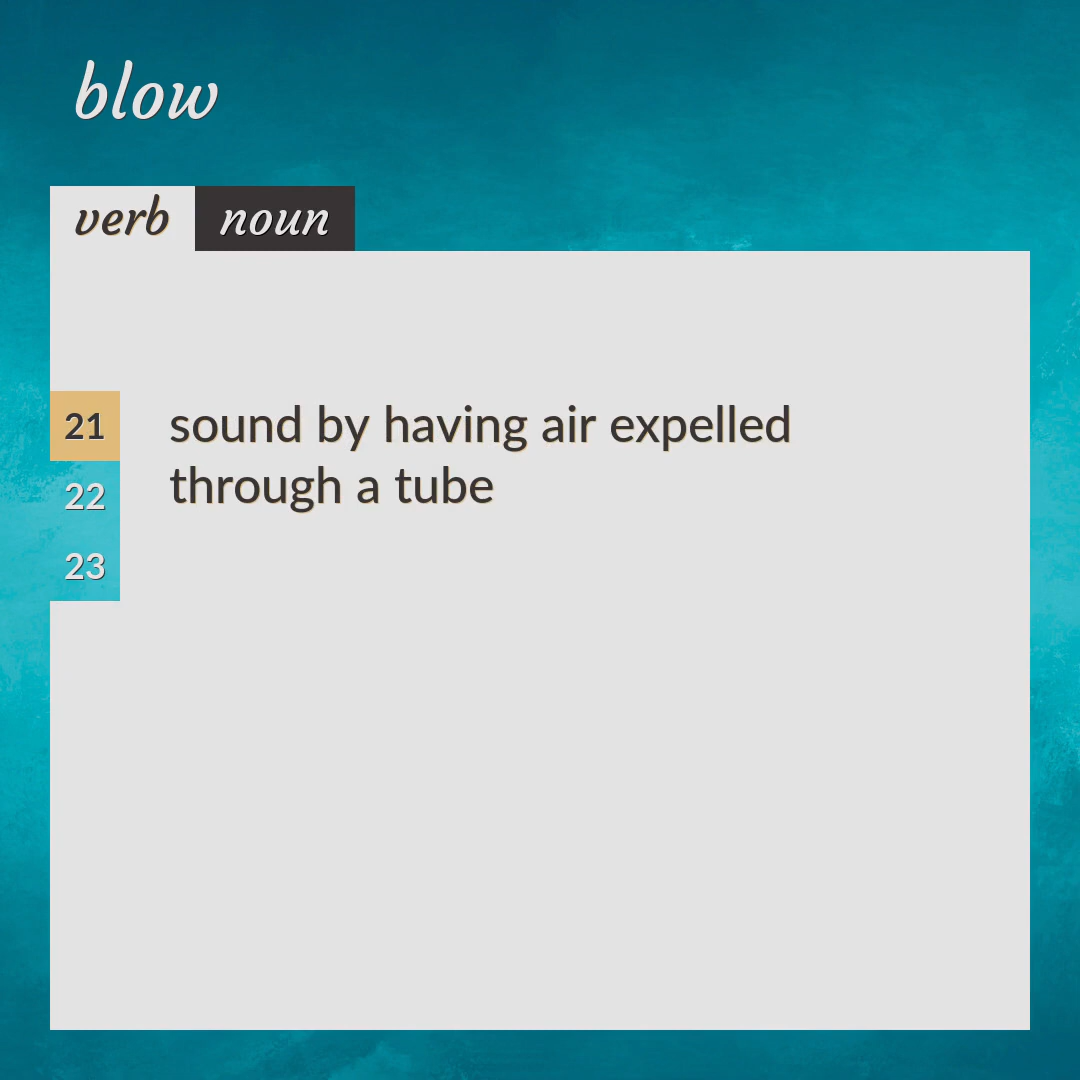 blow
verb noun
21 sound by having air expelled
through a tube
22
23